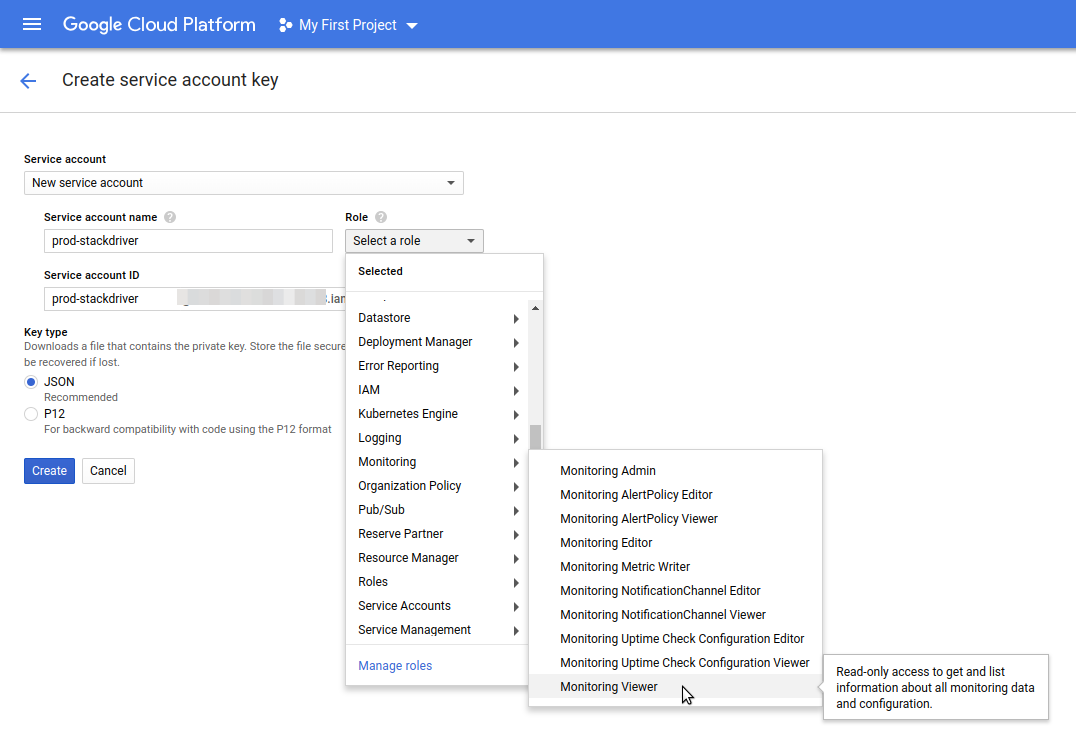 Google Cloud Platform
My First Project
Create service account key
Service account
New service account
Service account name ?
Role ?
prod-stackdriver
Select a role
Service account ID
prod-stackdriver
Key type
Downloads a file that contains the private key. Store the file secure
be recovered if lost.
JSON
Recommended
P12
For backward compatibility with code using the P12 format
Create
Cancel
Selected
Datastore
Deployment Manager
Error Reporting
IAM
Kubernetes Engine
Logging
Monitoring
Organization Policy
Pub/Sub
Reserve Partner
Resource Manager
Roles
Service Accounts
Service Management
Manage roles
Monitoring Admin
Monitoring AlertPolicy Editor
Monitoring AlertPolicy Viewer
Monitoring Editor
Monitoring Metric Writer
Monitoring NotificationChannel Editor
Monitoring NotificationChannel Viewer
Monitoring Uptime Check Configuration Editor
Monitoring Uptime Check Configuration Viewer
Monitoring Viewer
Read-only access to get and list
information about all monitoring data
and configuration.